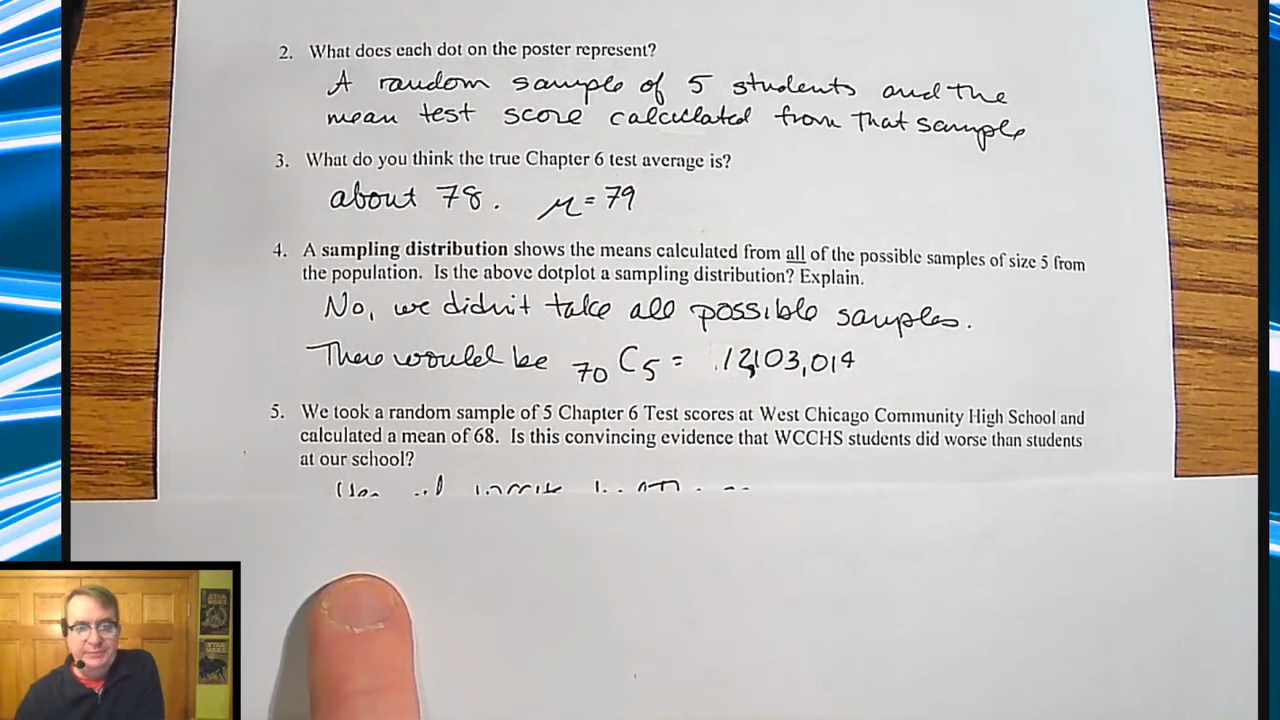 2. What does each dot on the poster represent?
A random sample of 5 students and the
mean test score calculated from that sample
3. What do you think the true Chapter 6 test average is?
about 78. μ=79
4. A sampling distribution shows the means calculated from all of the possible samples of size 5 from
the population. Is the above dotplot a sampling distribution? Explain.
No, we didn't take all possible samples.
There would be 70C5 = 12,103,014
5. We took a random sample of 5 Chapter 6 Test scores at West Chicago Community High School and
calculated a mean of 68. Is this convincing evidence that WCCHS students did worse than students
at our school?
STAR
WARS
STAR
WARS